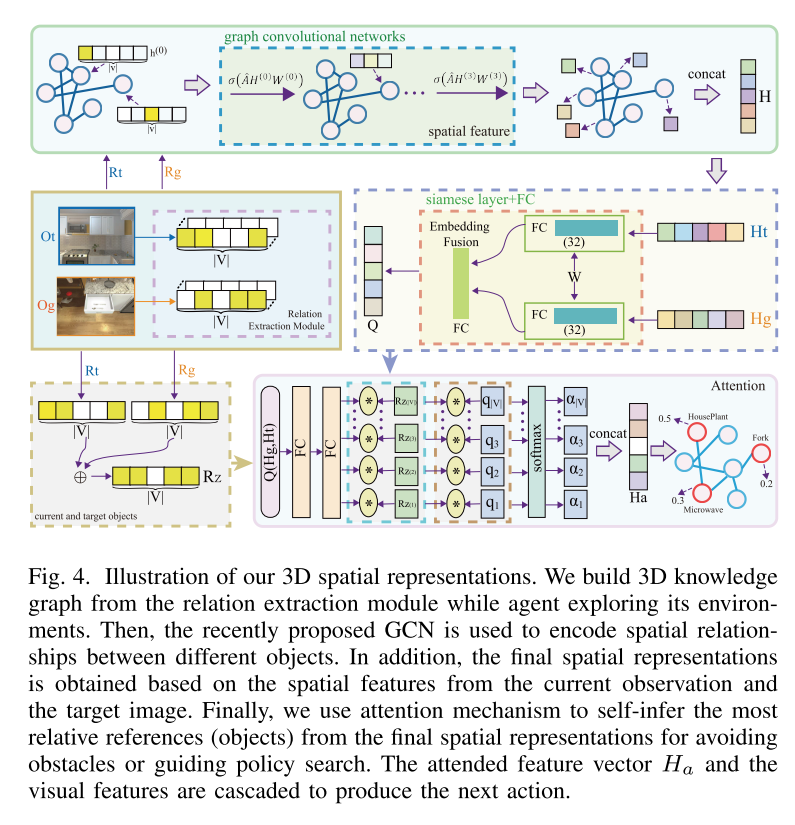 graph convolutional networks
h⁽⁰⁾
|v|
|v|
σ(ÂH⁽⁰⁾W⁽⁰⁾)
···
σ(ÂH⁽³⁾W⁽³⁾)
spatial feature
concat
H
Rt
Rg
Ot
|V|
Og
|V|
Relation
Extraction Module
siamese layer+FC
Embedding
Fusion
FC
(32)
W
FC
(32)
FC
Q
Ht
Hg
Rt
Rg
|V|
|V|
⊕
Rz
|V|
current and target objects
Attention
Q(Hg,Ht)
FC
FC
* Rz(|V|) * q|V| α|V|
* Rz(3) * q3 α3
* Rz(2) * q2 α2
* Rz(1) * q1 α1
softmax
concat
Ha
HousePlant
0.5
Fork
0.2
0.3
Microwave
Fig. 4. Illustration of our 3D spatial representations. We build 3D knowledge
graph from the relation extraction module while agent exploring its environ-
ments. Then, the recently proposed GCN is used to encode spatial relation-
ships between different objects. In addition, the final spatial representations
is obtained based on the spatial features from the current observation and
the target image. Finally, we use attention mechanism to self-infer the most
relative references (objects) from the final spatial representations for avoiding
obstacles or guiding policy search. The attended feature vector Hₐ and the
visual features are cascaded to produce the next action.